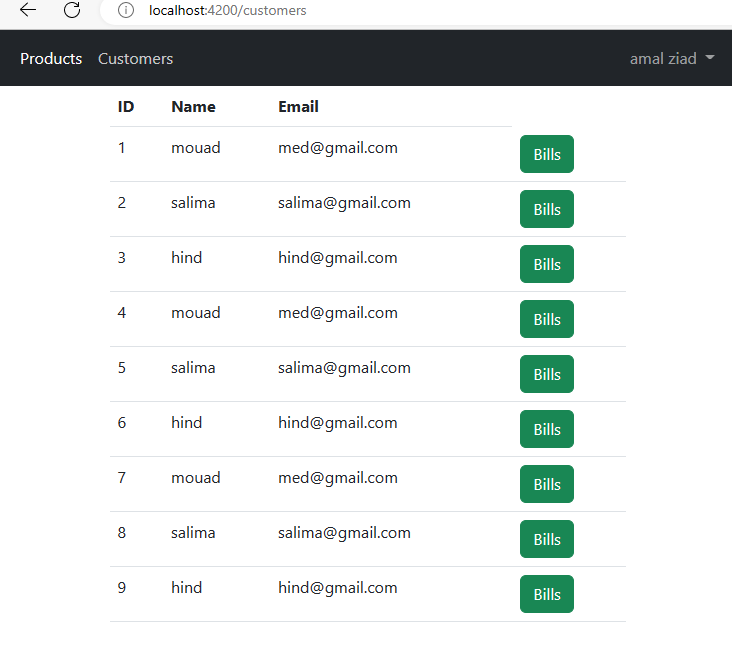 localhost:4200/customers
Products Customers amal ziad
ID Name Email
1 mouad med@gmail.com Bills
2 salima salima@gmail.com Bills
3 hind hind@gmail.com Bills
4 mouad med@gmail.com Bills
5 salima salima@gmail.com Bills
6 hind hind@gmail.com Bills
7 mouad med@gmail.com Bills
8 salima salima@gmail.com Bills
9 hind hind@gmail.com Bills